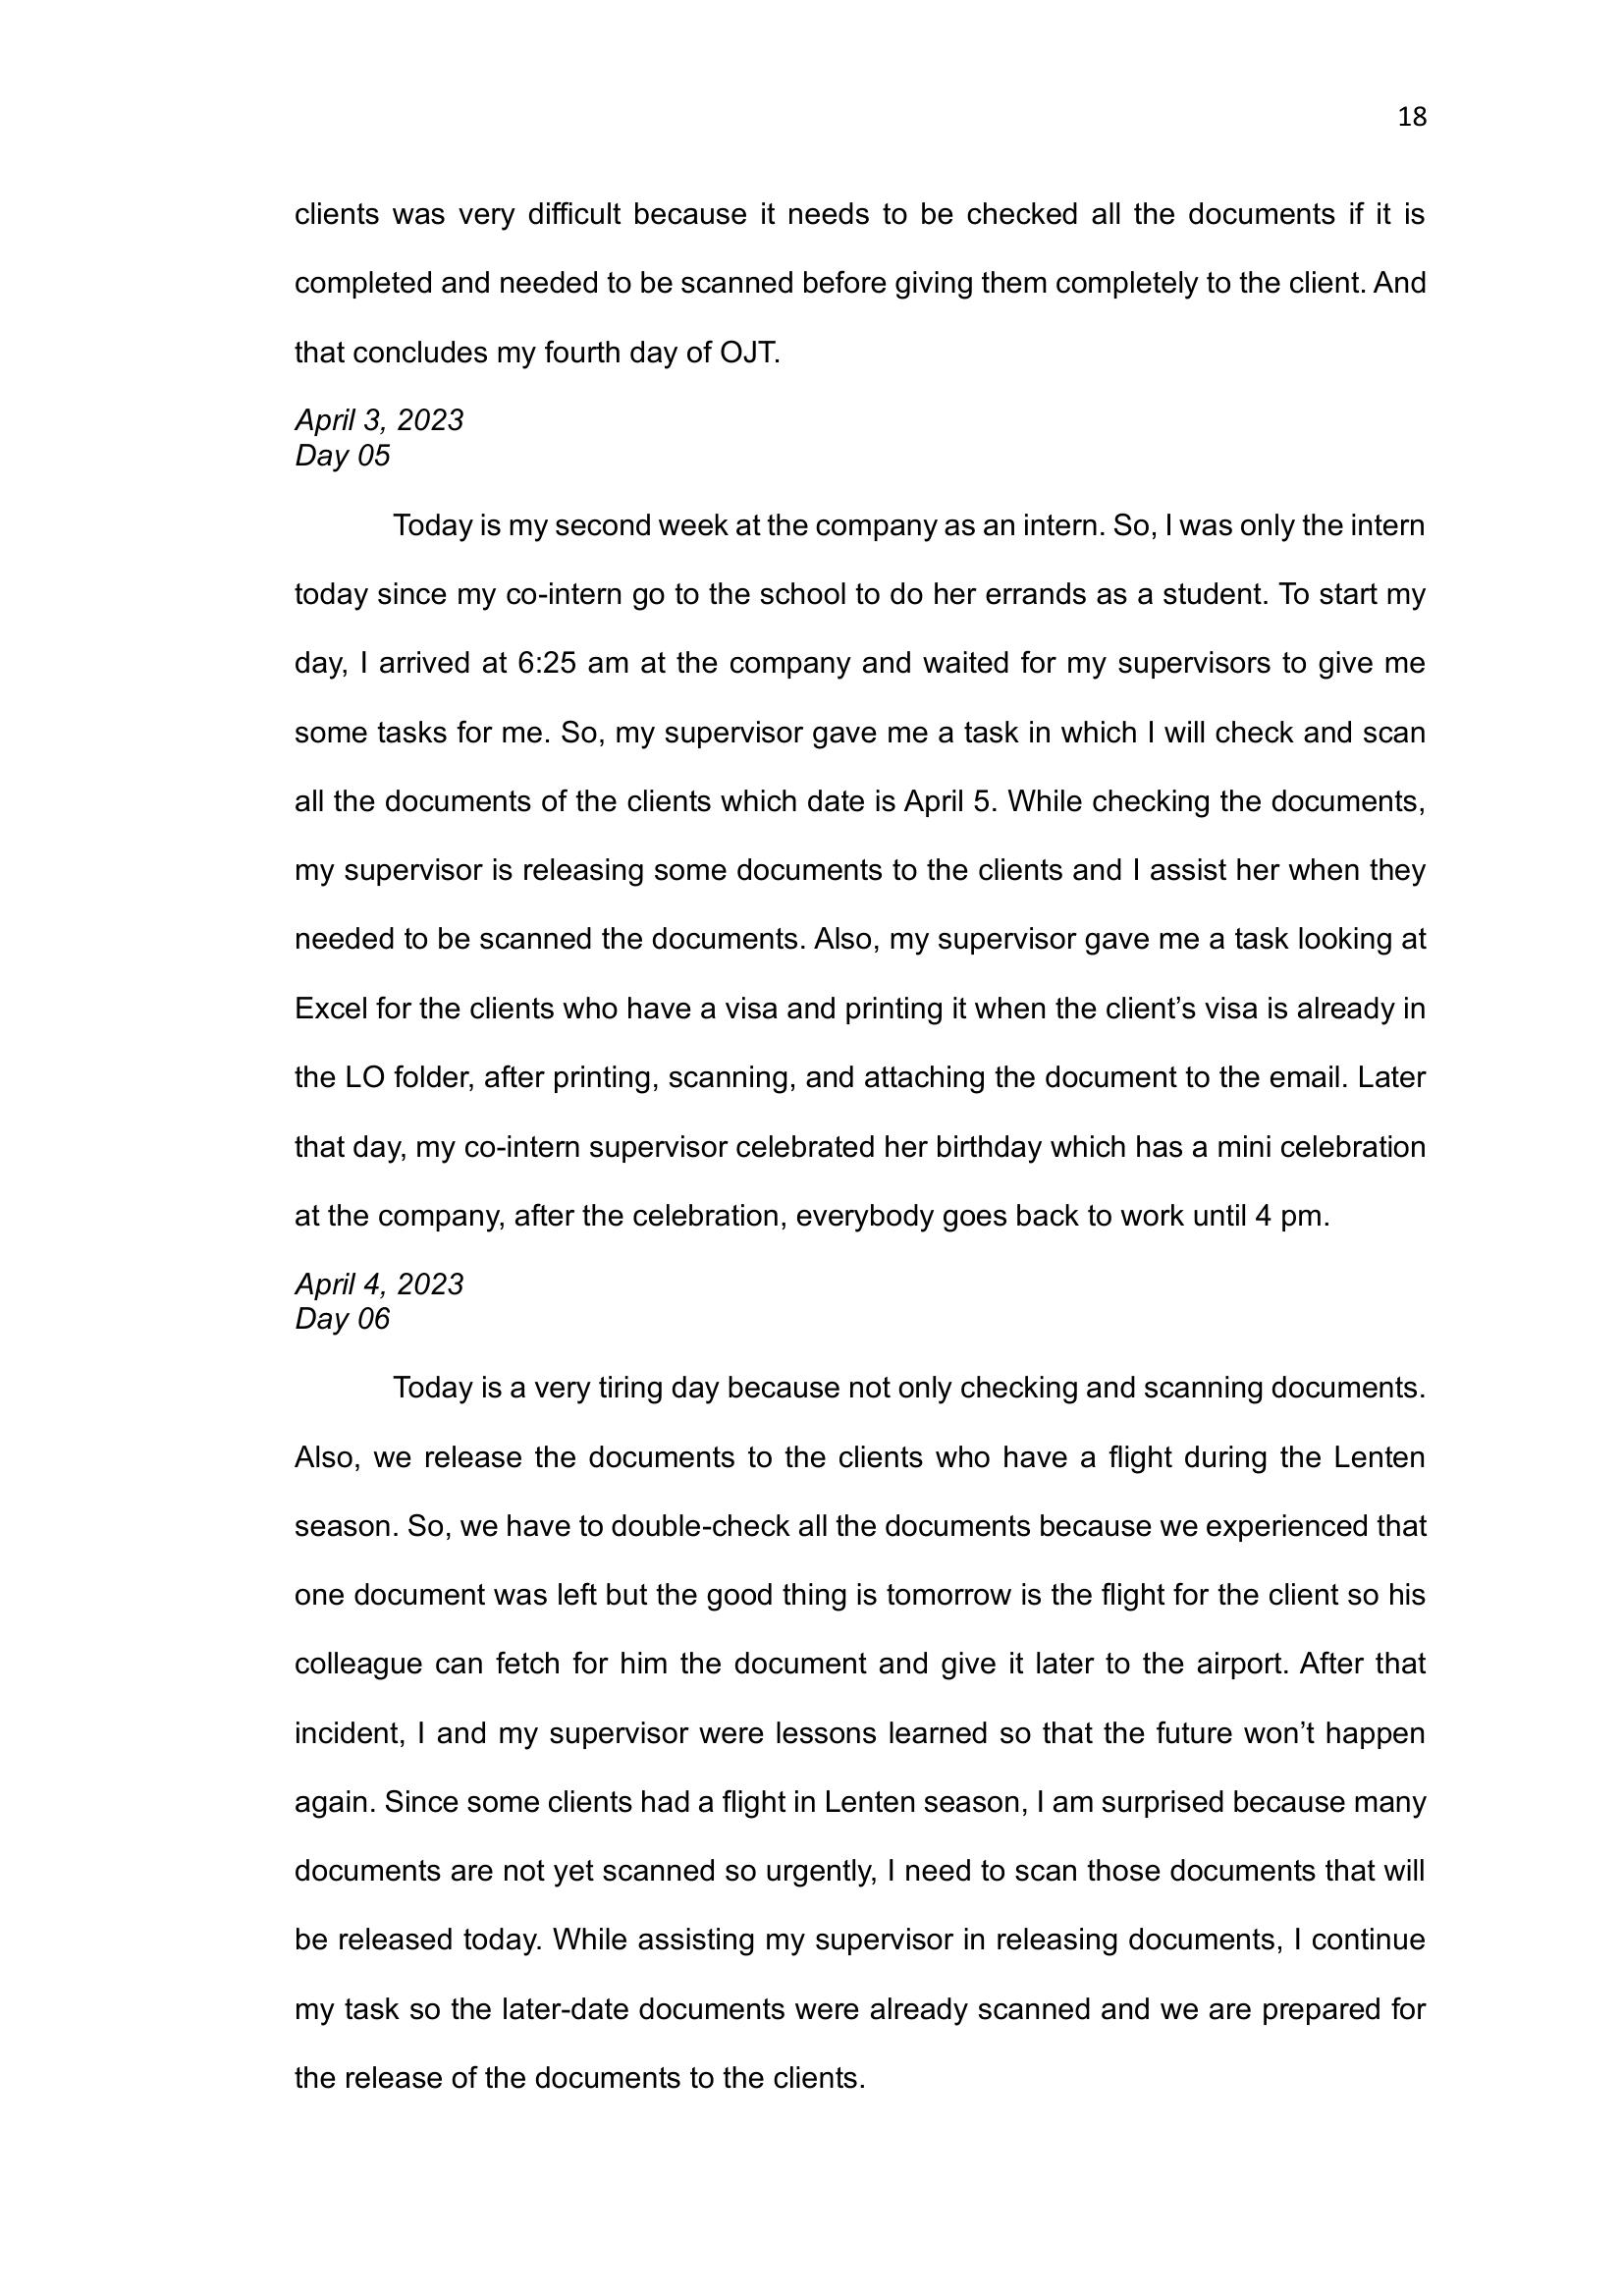 18
clients was very difficult because it needs to be checked all the documents if it is
completed and needed to be scanned before giving them completely to the client. And
that concludes my fourth day of OJT.
April 3, 2023
Day 05
Today is my second week at the company as an intern. So, I was only the intern
today since my co-intern go to the school to do her errands as a student. To start my
day, I arrived at 6:25 am at the company and waited for my supervisors to give me
some tasks for me. So, my supervisor gave me a task in which I will check and scan
all the documents of the clients which date is April 5. While checking the documents,
my supervisor is releasing some documents to the clients and I assist her when they
needed to be scanned the documents. Also, my supervisor gave me a task looking at
Excel for the clients who have a visa and printing it when the client’s visa is already in
the LO folder, after printing, scanning, and attaching the document to the email. Later
that day, my co-intern supervisor celebrated her birthday which has a mini celebration
at the company, after the celebration, everybody goes back to work until 4 pm.
April 4, 2023
Day 06
Today is a very tiring day because not only checking and scanning documents.
Also, we release the documents to the clients who have a flight during the Lenten
season. So, we have to double-check all the documents because we experienced that
one document was left but the good thing is tomorrow is the flight for the client so his
colleague can fetch for him the document and give it later to the airport. After that
incident, I and my supervisor were lessons learned so that the future won’t happen
again. Since some clients had a flight in Lenten season, I am surprised because many
documents are not yet scanned so urgently, I need to scan those documents that will
be released today. While assisting my supervisor in releasing documents, I continue
my task so the later-date documents were already scanned and we are prepared for
the release of the documents to the clients.